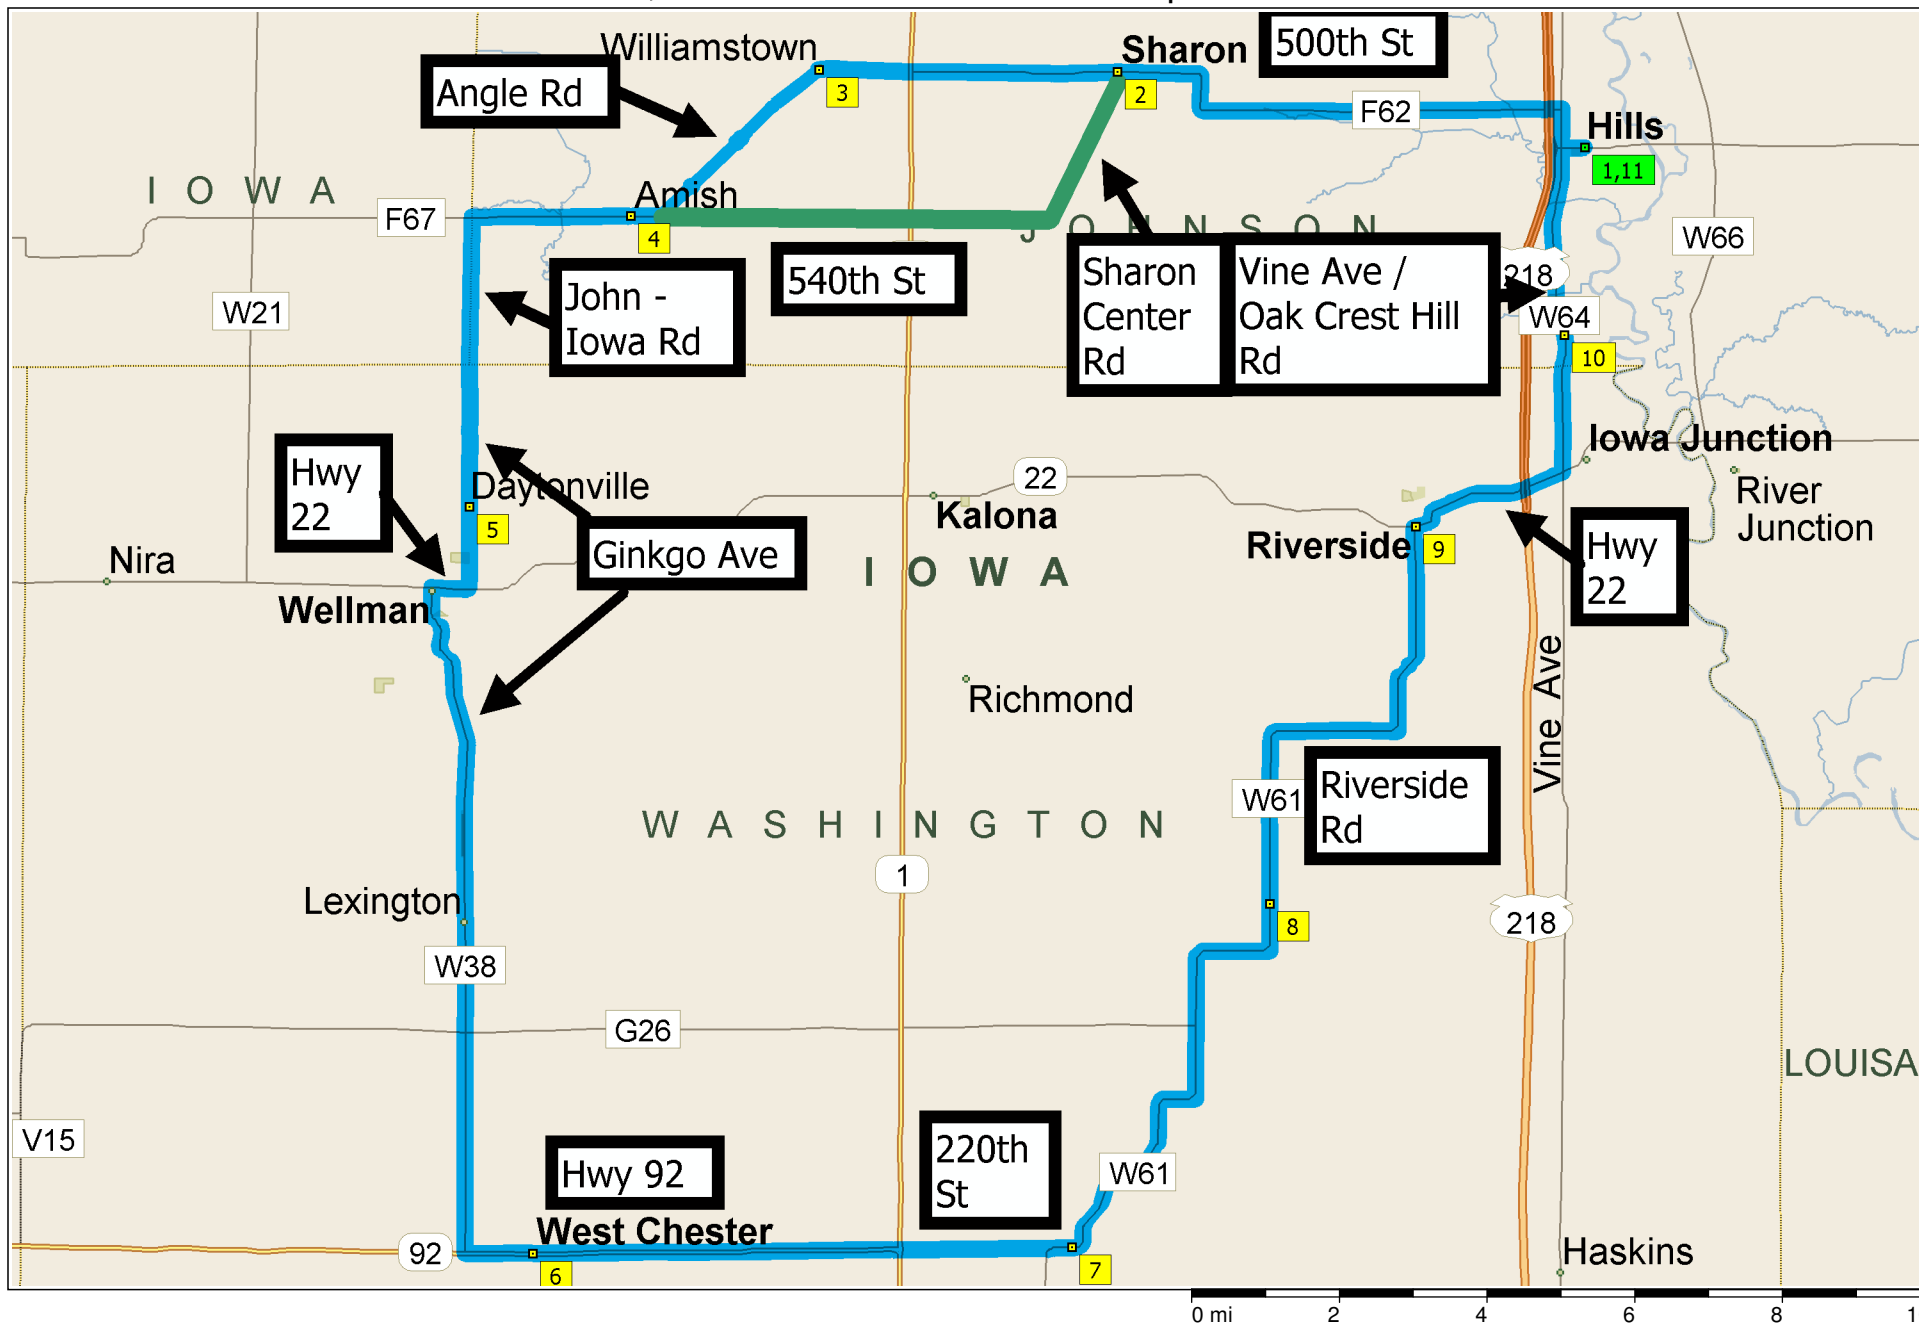 Williamstown
Sharon
500th St
Angle Rd
3
2
F62
Hills
1,11
I O W A
Amish
F67
4
J O H N S O N
W66
540th St
Sharon
Center
Rd
Vine Ave /
Oak Crest Hill
Rd
218
W21
John -
Iowa Rd
W64
10
Iowa Junction
Hwy
22
Daytonville
22
River
Junction
5
Kalona
Riverside
9
Hwy
22
Nira
Ginkgo Ave
I O W A
Wellman
Richmond
Vine Ave
W61
Riverside
Rd
W A S H I N G T O N
1
Lexington
8
218
W38
G26
LOUISA
V15
Hwy 92
220th
St
W61
West Chester
92
6
7
Haskins
0 mi 2 4 6 8 1